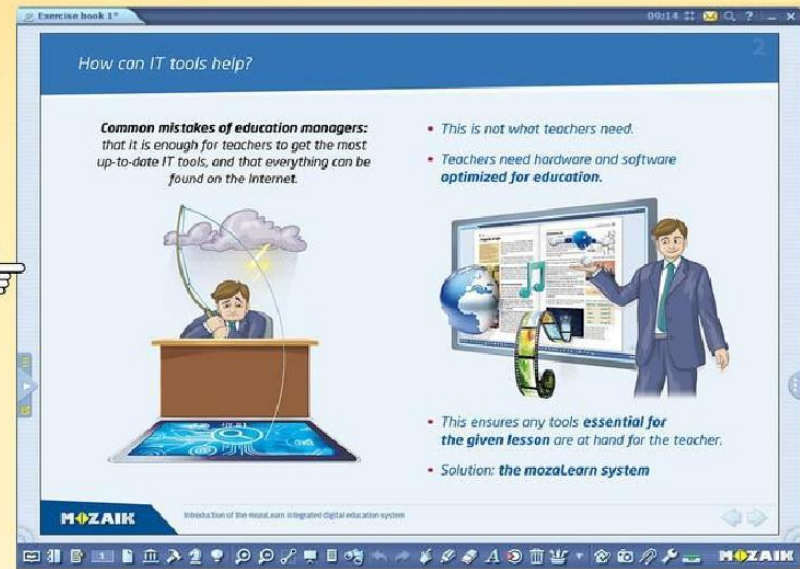 Exercise book 1*
09:14
How can IT tools help?
2
Common mistakes of education managers:
that it is enough for teachers to get the most
up-to-date IT tools, and that everything can be
found on the Internet.
• This is not what teachers need.
• Teachers need hardware and software
optimized for education.
• This ensures any tools essential for
the given lesson are at hand for the teacher.
• Solution: the mozaLearn system
MOZAIK
Introduction of the mozaLearn integrated digital education system
1
MOZAIK